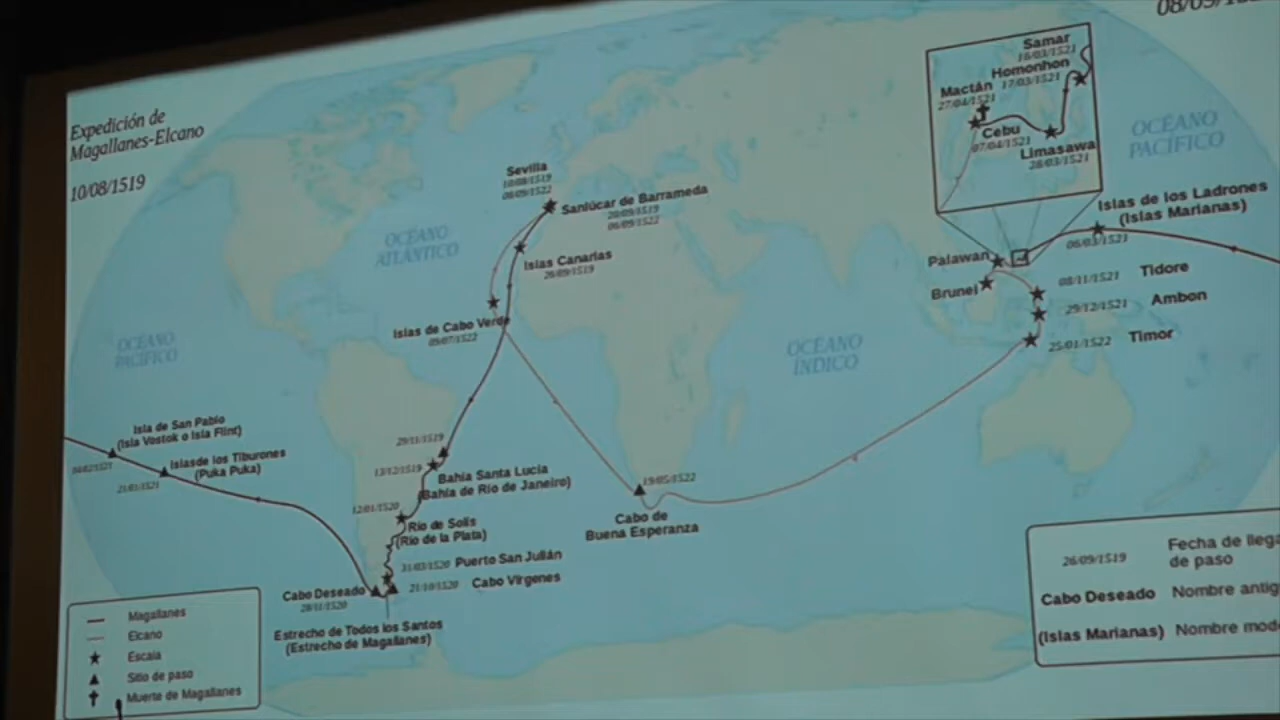 Expedición de
Magallanes-Elcano
10/08/1519
Sevilla
10/08/1519
08/09/1522
Sanlúcar de Barrameda
20/09/1519
06/09/1522
OCÉANO
ATLÁNTICO
Islas Canarias
26/09/1519
Islas de Cabo Verde
09/07/1522
OCÉANO
PACÍFICO
OCÉANO
ÍNDICO
OCÉANO
PACÍFICO
Samar
16/03/1521
Homonhon
17/03/1521
Mactán
27/04/1521
Cebu
07/04/1521
Limasawa
28/03/1521
Islas de los Ladrones
(Islas Marianas)
06/03/1521
Palawan
Brunei
08/11/1521 Tidore
29/12/1521 Ambon
25/01/1522 Timor
Isla de San Pablo
(Isla Vostok o Isla Flint)
Islas de los Tiburones
(Puka Puka)
21/01/1521
29/11/1519
13/12/1519
Bahía Santa Lucia
(Bahía de Río de Janeiro)
12/01/1520
Río de Solís
(Río de la Plata)
31/03/1520 Puerto San Julián
21/10/1520 Cabo Vírgenes
Cabo Deseado
28/11/1520
Estrecho de Todos los Santos
(Estrecho de Magallanes)
19/05/1522
Cabo de
Buena Esperanza
Magallanes
Elcano
Escala
Sitio de paso
Muerte de Magallanes
26/09/1519 Fecha de
de paso
Cabo Deseado Nombre
(Islas Marianas) Nombre